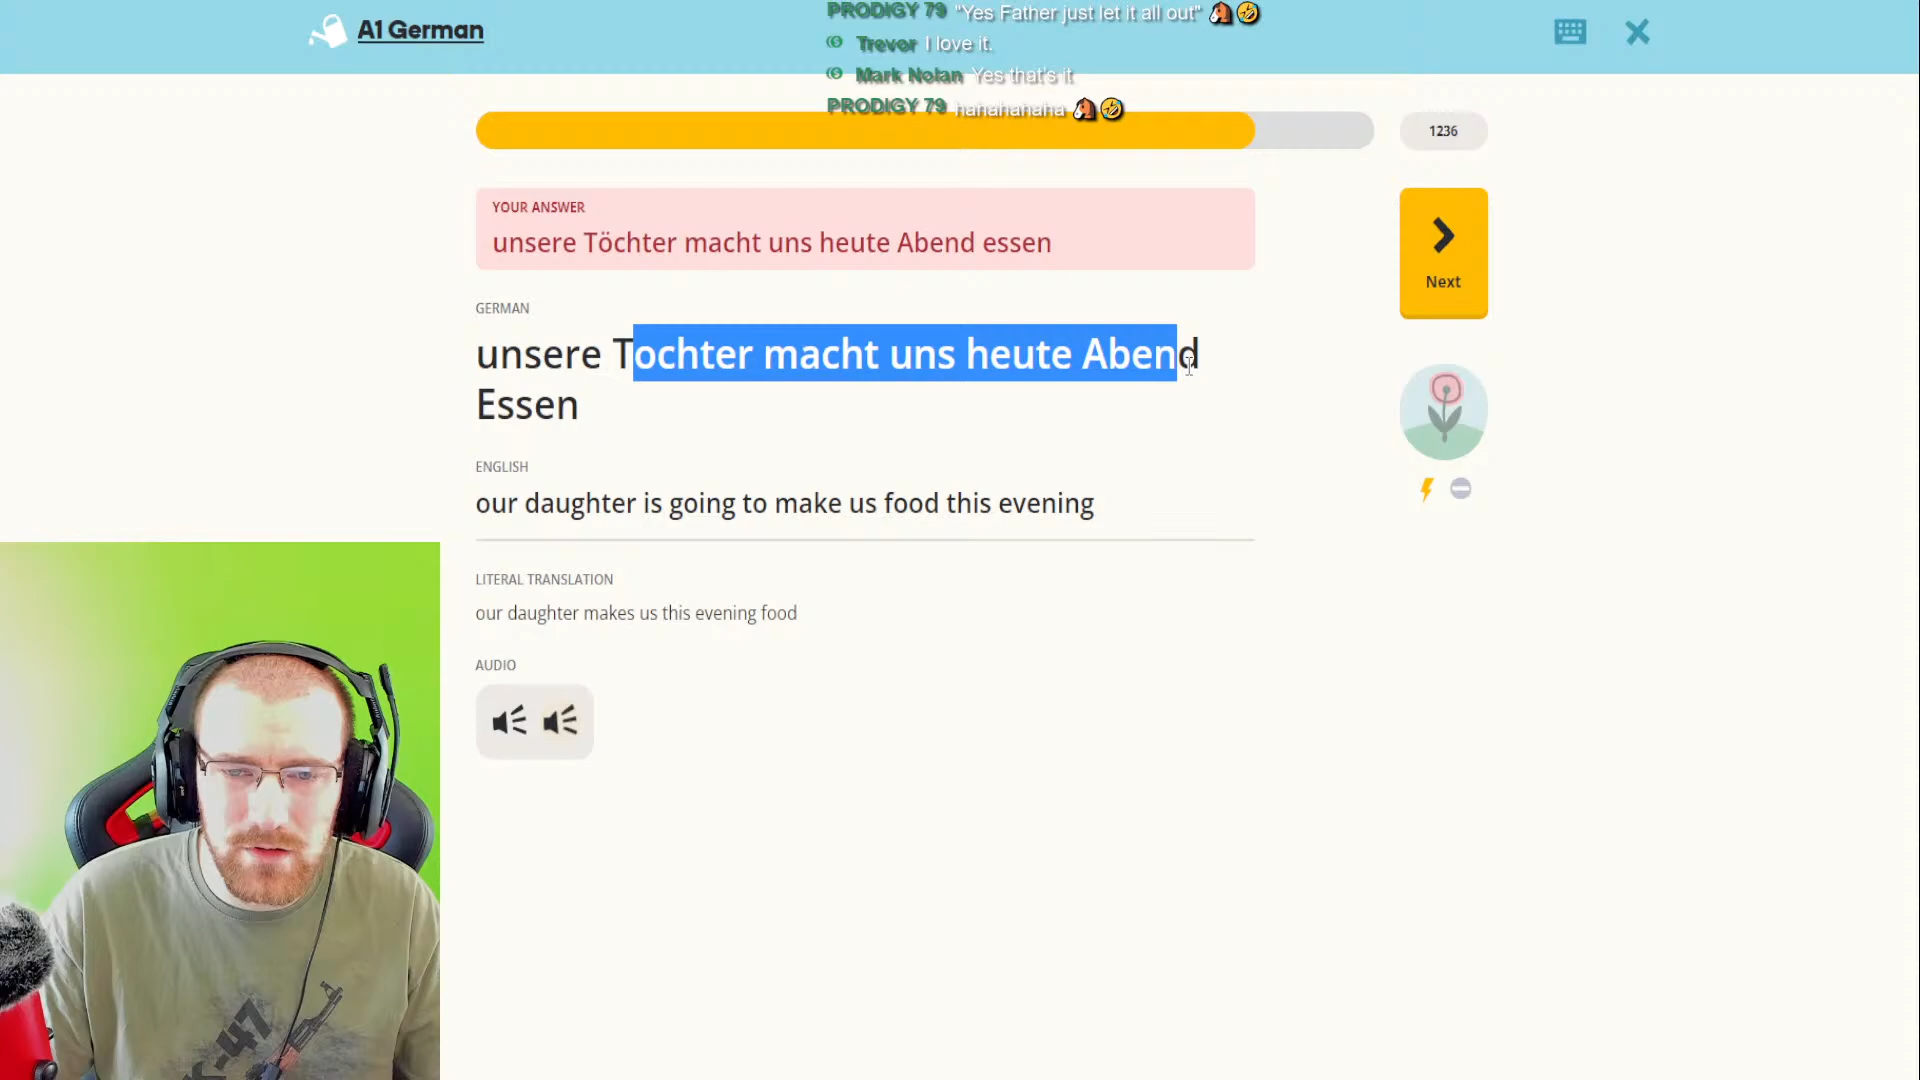 A1 German
PRODIGY 79 "Yes Father just let it all out"
Trevor I love it.
Mark Nolan Yes that's it
PRODIGY 79 hahahahaha
1236
YOUR ANSWER
unsere Töchter macht uns heute Abend essen
Next
GERMAN
unsere Tochter macht uns heute Abend
Essen
ENGLISH
our daughter is going to make us food this evening
LITERAL TRANSLATION
our daughter makes us this evening food
AUDIO
K-47